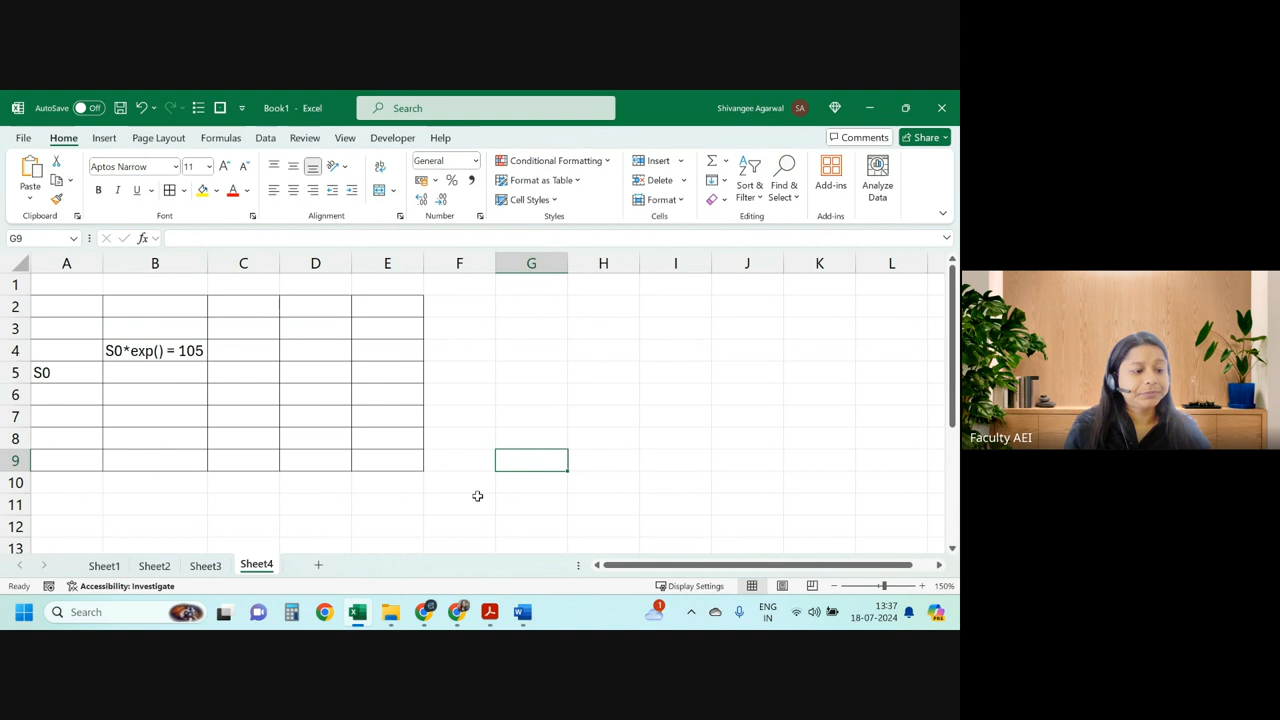 AutoSave Off Book1 - Excel Search Shivangee Agarwal SA
File Home Insert Page Layout Formulas Data Review View Developer Help Comments Share
Paste Aptos Narrow 11 A A ab General Conditional Formatting Insert Sort & Filter Find & Select Add-ins Analyze Data
B I U A % , Format as Table Delete
Cell Styles Format
Clipboard Font Alignment Number Styles Cells Editing Add-ins
G9 fx
A B C D E F G H I J K L
1
2
3
4 S0*exp() = 105
5 S0
6
7
8
9
10
11
12
13
Sheet1 Sheet2 Sheet3 Sheet4
Ready Accessibility: Investigate Display Settings 150%
Search 1 ENG IN 13:37 18-07-2024
Faculty AEI